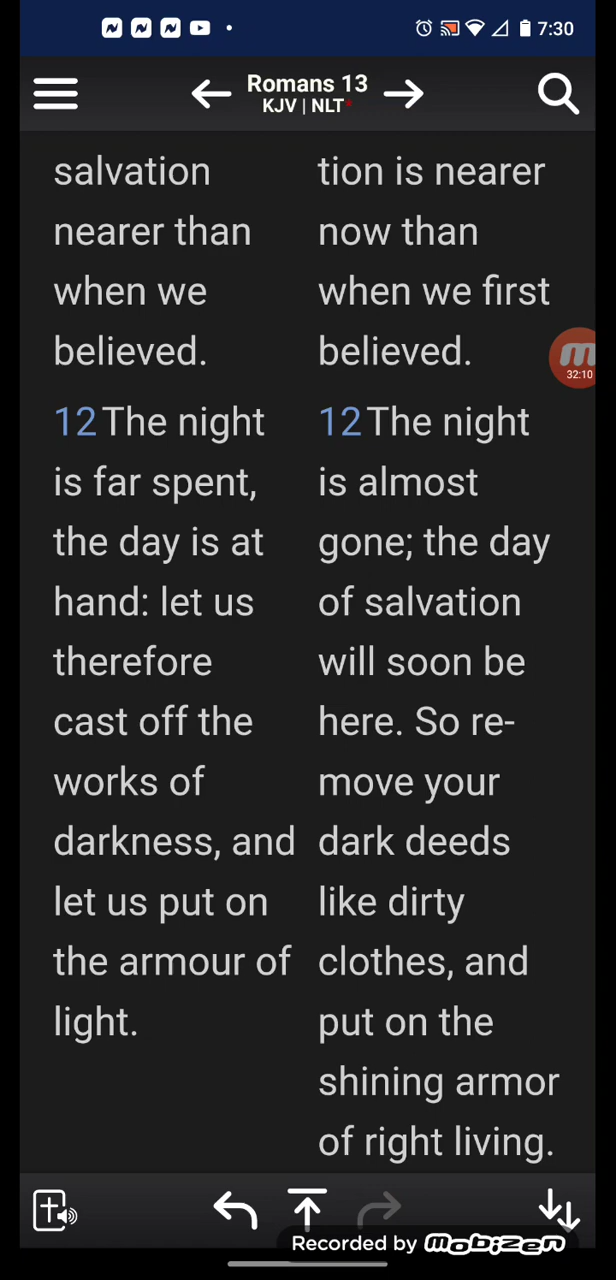 7:30
Romans 13
KJV | NLT*
32:10
salvation
nearer than
when we
believed.
12 The night
is far spent,
the day is at
hand: let us
therefore
cast off the
works of
darkness, and
let us put on
the armour of
light.
tion is nearer
now than
when we first
believed.
12 The night
is almost
gone; the day
of salvation
will soon be
here. So re-
move your
dark deeds
like dirty
clothes, and
put on the
shining armor
of right living.
Recorded by mobizen